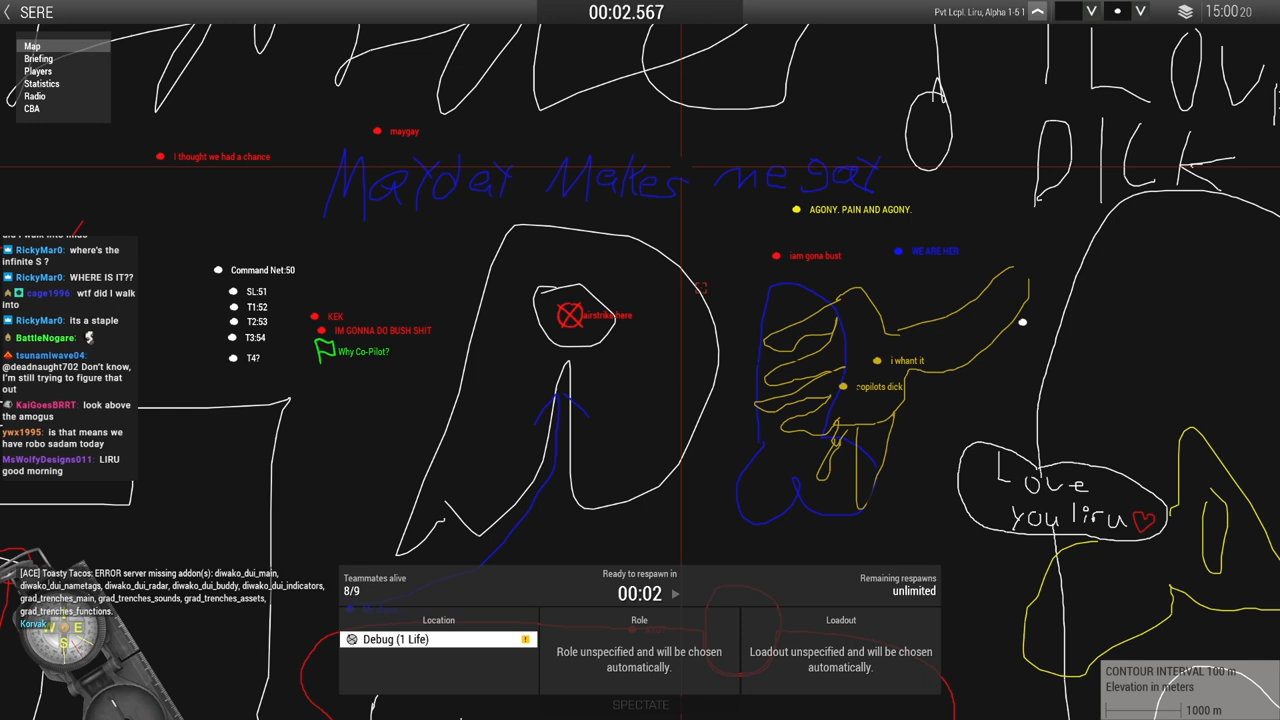 SERE
00:02.567
Pvt Lcpl. Liru, Alpha 1-5 1
15:00 20
Map
Briefing
Players
Statistics
Radio
CBA
I LOV
DICK
maygay
I thought we had a chance
Mayday Makes me gay
AGONY. PAIN AND AGONY.
iam gona bust
WE ARE HER
RickyMar0: where's the
infinite S ?
RickyMar0: WHERE IS IT??
cage1996: wtf did I walk
into
RickyMar0: its a staple
BattleNogare:
tsunamiwave04:
@deadnaught702 Don't know,
I'm still trying to figure that
out
KaiGoesBRRT: look above
the amogus
ywx1995: is that means we
have robo sadam today
MsWolfyDesigns011: LIRU
good morning
Command Net:50
SL:51
T1:52
T2:53
T3:54
T4?
KEK
IM GONNA DO BUSH SHIT
Why Co-Pilot?
airstrike here
i whant it
copilots dick
Love
you liru
[ACE] Toasty Tacos: ERROR server missing addon(s): diwako_dui_main,
diwako_dui_nametags, diwako_dui_radar, diwako_dui_buddy, diwako_dui_indicators,
grad_trenches_main, grad_trenches_sounds, grad_trenches_assets,
grad_trenches_functions.
Korvak
W E
S
Teammates alive
8/9
Ready to respawn in
00:02
Remaining respawns
unlimited
Location
Role
Loadout
Debug (1 Life)
Role unspecified and will be chosen
automatically.
Loadout unspecified and will be chosen
automatically.
SPECTATE
CONTOUR INTERVAL 100 m
Elevation in meters
1000 m